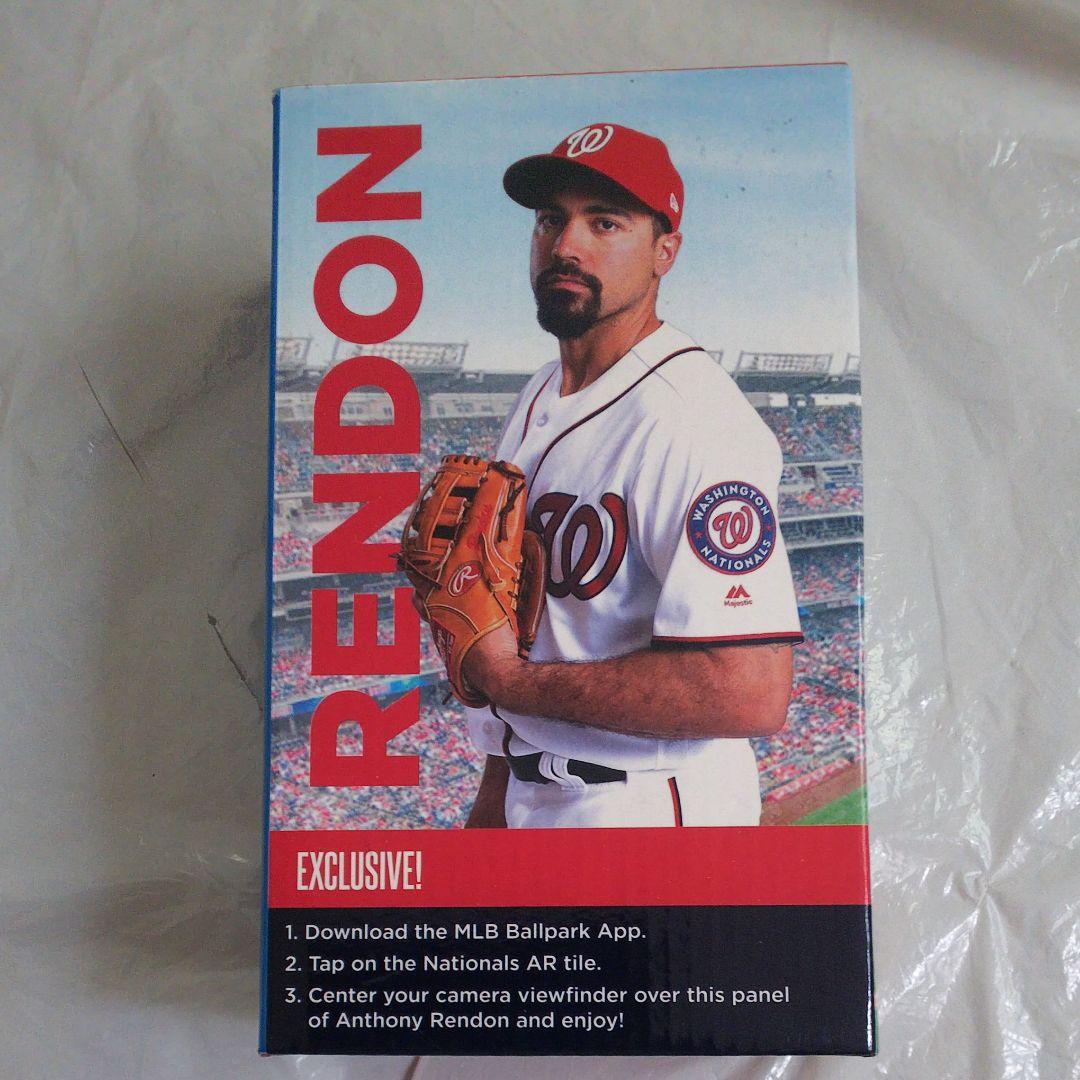 RENDON
W
W
WASHINGTON
W
NATIONALS
Majestic
R
EXCLUSIVE!
1. Download the MLB Ballpark App.
2. Tap on the Nationals AR tile.
3. Center your camera viewfinder over this panel
of Anthony Rendon and enjoy!